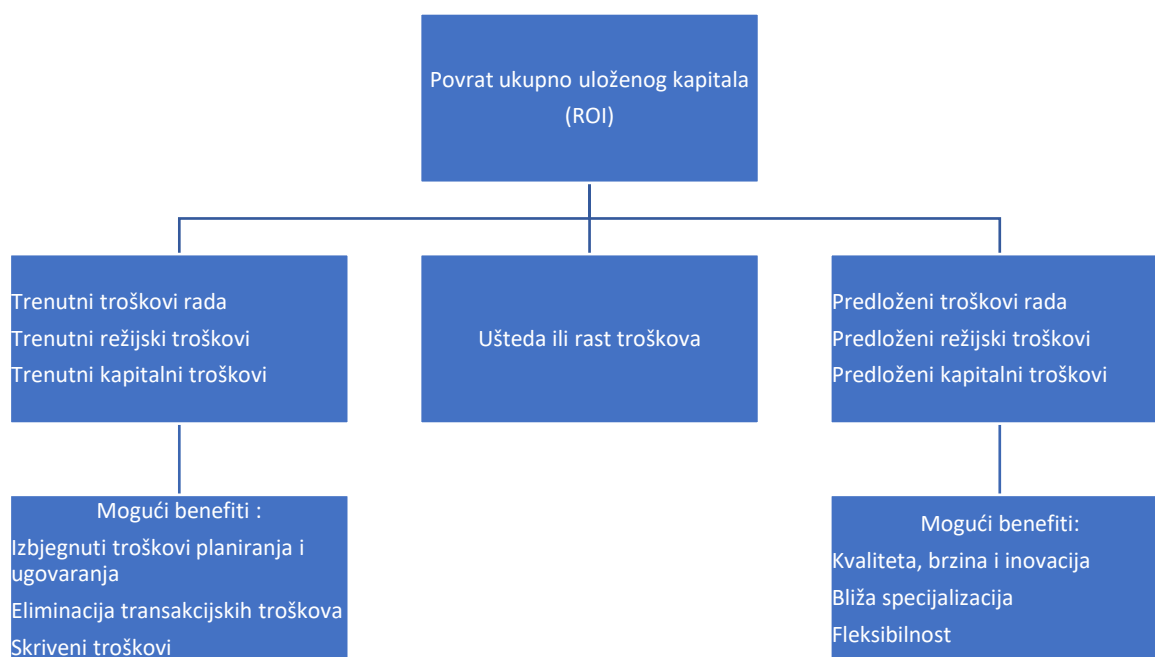 Povrat ukupno uloženog kapitala
(ROI)
Trenutni troškovi rada
Trenutni režijski troškovi
Trenutni kapitalni troškovi
Ušteda ili rast troškova
Predloženi troškovi rada
Predloženi režijski troškovi
Predloženi kapitalni troškovi
Mogući benefiti :
Izbjegnuti troškovi planiranja i
ugovaranja
Eliminacija transakcijskih troškova
Skriveni troškovi
Mogući benefiti:
Kvaliteta, brzina i inovacija
Bliža specijalizacija
Fleksibilnost